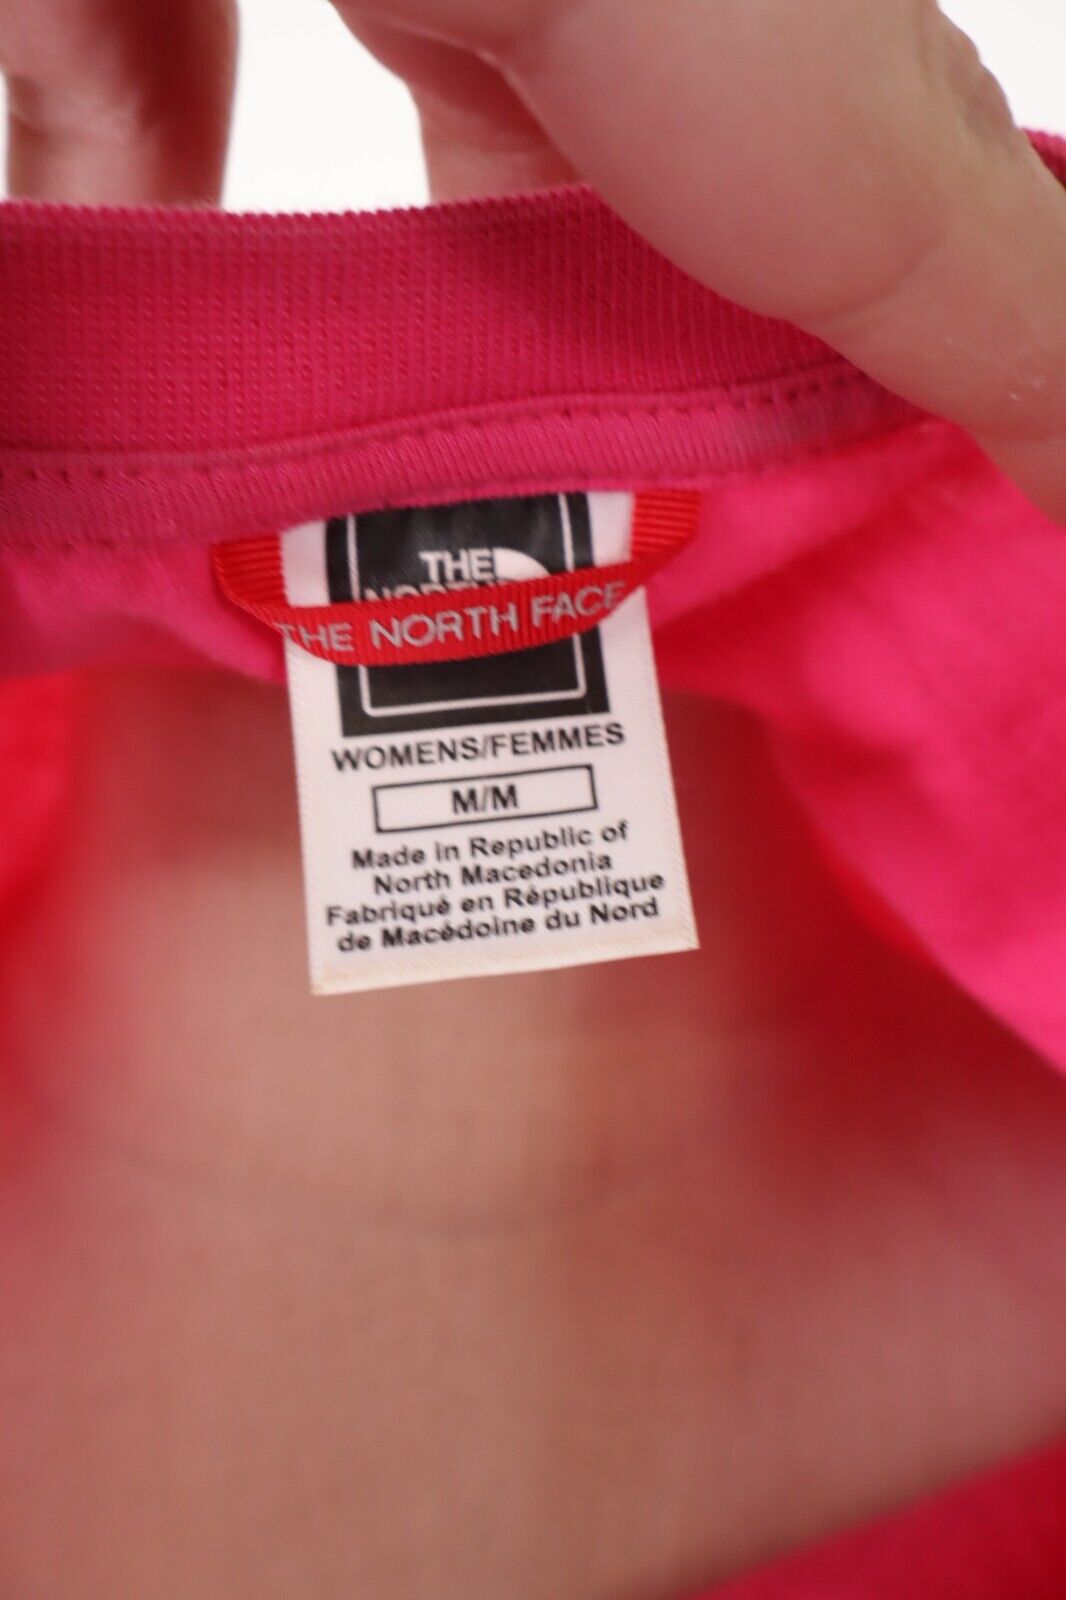 THE
THE NORTH FACE
WOMENS/FEMMES
M/M
Made in Republic of
North Macedonia
Fabriqué en République
de Macédoine du Nord